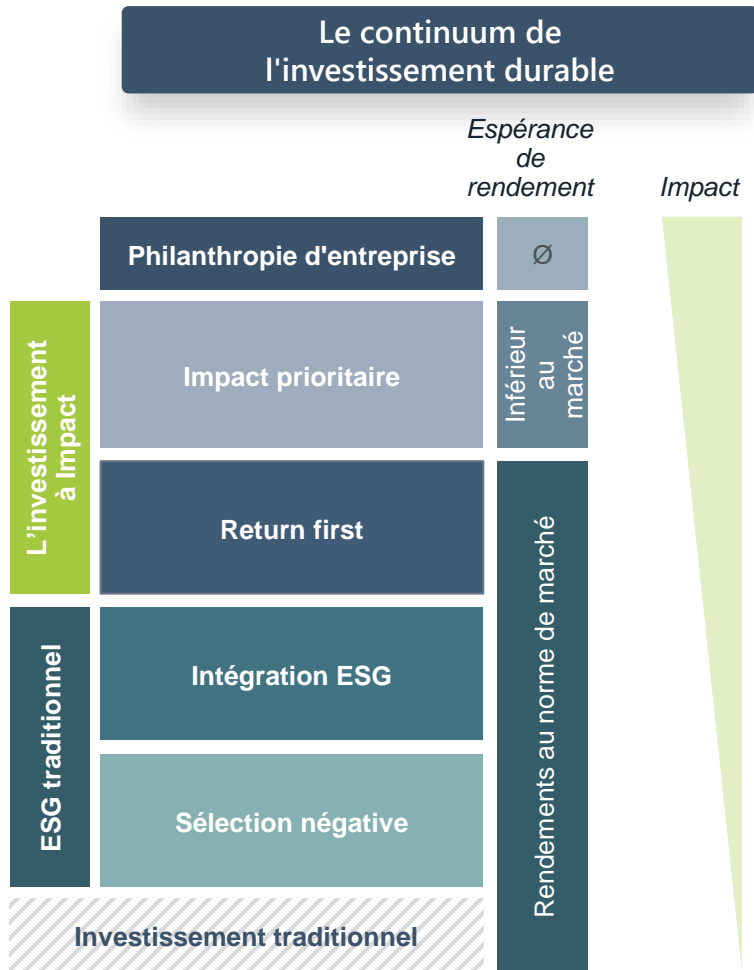 Le continuum de
l'investissement durable
Espérance
de
rendement
Impact
Philanthropie d'entreprise
Ø
L'investissement
à Impact
Impact prioritaire
Inférieur
au
marché
Return first
Rendements au norme de marché
ESG traditionnel
Intégration ESG
Sélection négative
Investissement traditionnel